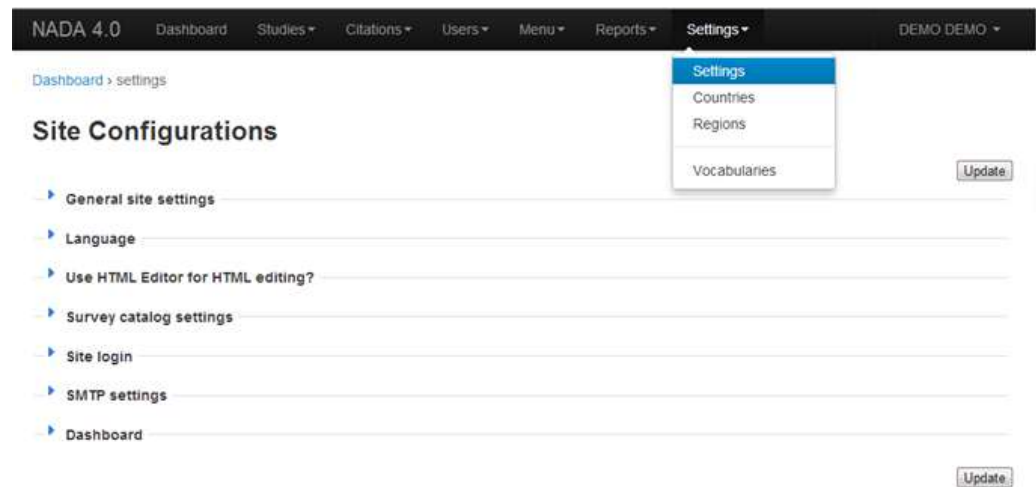 NADA 4.0 Dashboard Studies Citations Users Menu Reports Settings DEMO DEMO
Settings
Countries
Regions
Vocabularies
Dashboard › settings
Site Configurations
Update
General site settings
Language
Use HTML Editor for HTML editing?
Survey catalog settings
Site login
SMTP settings
Dashboard
Update